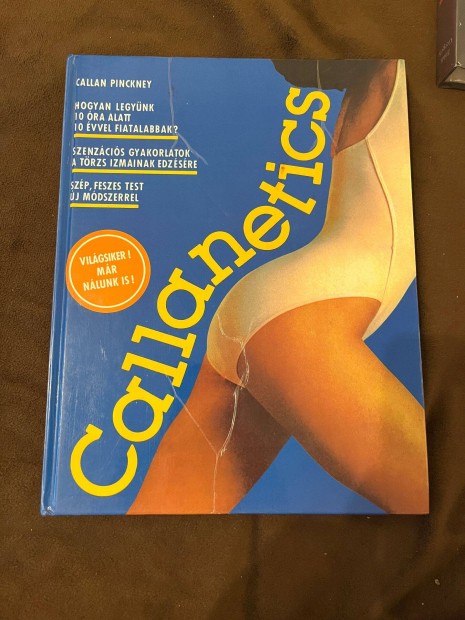 CALLAN PINCKNEY
HOGYAN LEGYÜNK
10 ÓRA ALATT
10 ÉVVEL FIATALABBAK?
SZENZÁCIÓS GYAKORLATOK
A TÖRZS IZMAINAK EDZÉSÉRE
SZÉP, FESZES TEST
ÚJ MÓDSZERREL
VILÁGSIKER!
MÁR
NÁLUNK IS!
Callanetics